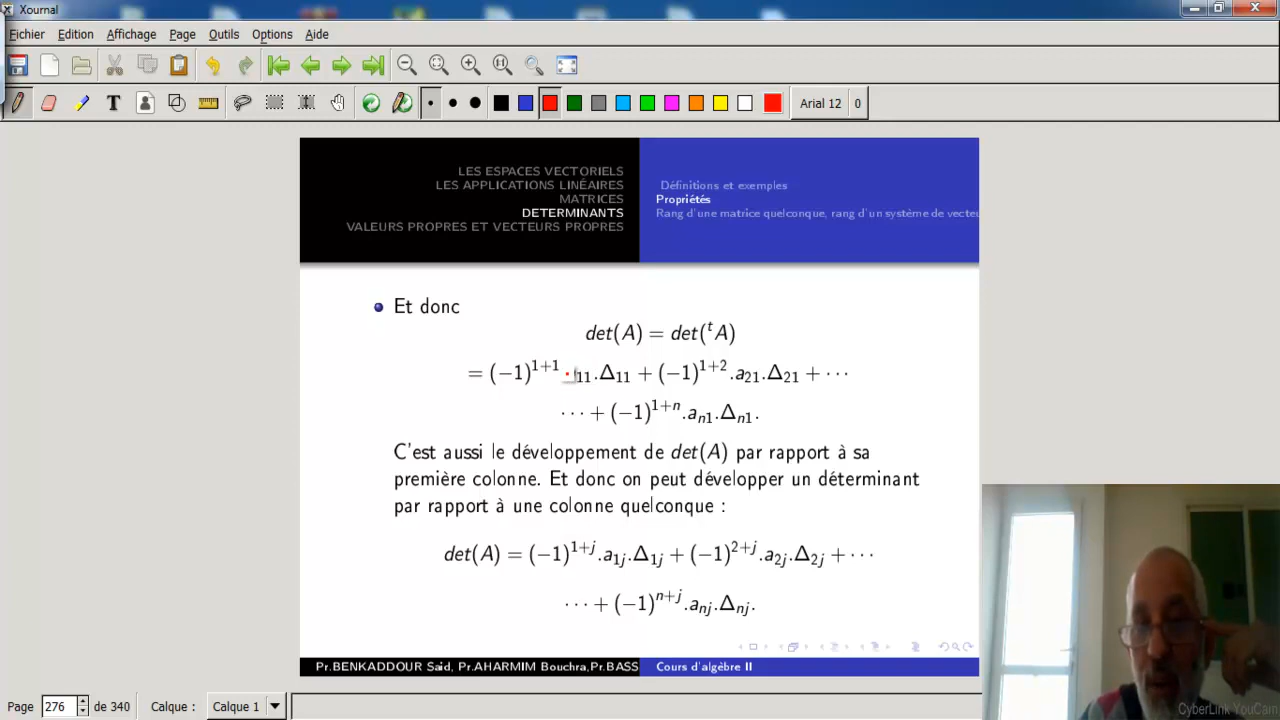 Xournal
Fichier Edition Affichage Page Outils Options Aide
T Arial 12 0
LES ESPACES VECTORIELS
LES APPLICATIONS LINÉAIRES
MATRICES
DETERMINANTS
VALEURS PROPRES ET VECTEURS PROPRES
Définitions et exemples
Propriétés
Rang d'une matrice quelconque, rang d'un système de vecteu
Et donc
det(A) = det(ᵗA)
= (−1)¹⁺¹ ₁₁.Δ₁₁ + (−1)¹⁺².a₂₁.Δ₂₁ + ···
··· + (−1)¹⁺ⁿ.aₙ₁.Δₙ₁.
C'est aussi le développement de det(A) par rapport à sa
première colonne. Et donc on peut développer un déterminant
par rapport à une colonne quelconque :
det(A) = (−1)¹⁺ʲ.a₁ⱼ.Δ₁ⱼ + (−1)²⁺ʲ.a₂ⱼ.Δ₂ⱼ + ···
··· + (−1)ⁿ⁺ʲ.aₙⱼ.Δₙⱼ.
Pr.BENKADDOUR Said, Pr.AHARMIM Bouchra,Pr.BASS
Cours d'algèbre II
CyberLink YouCam
Page 276 de 340 Calque : Calque 1